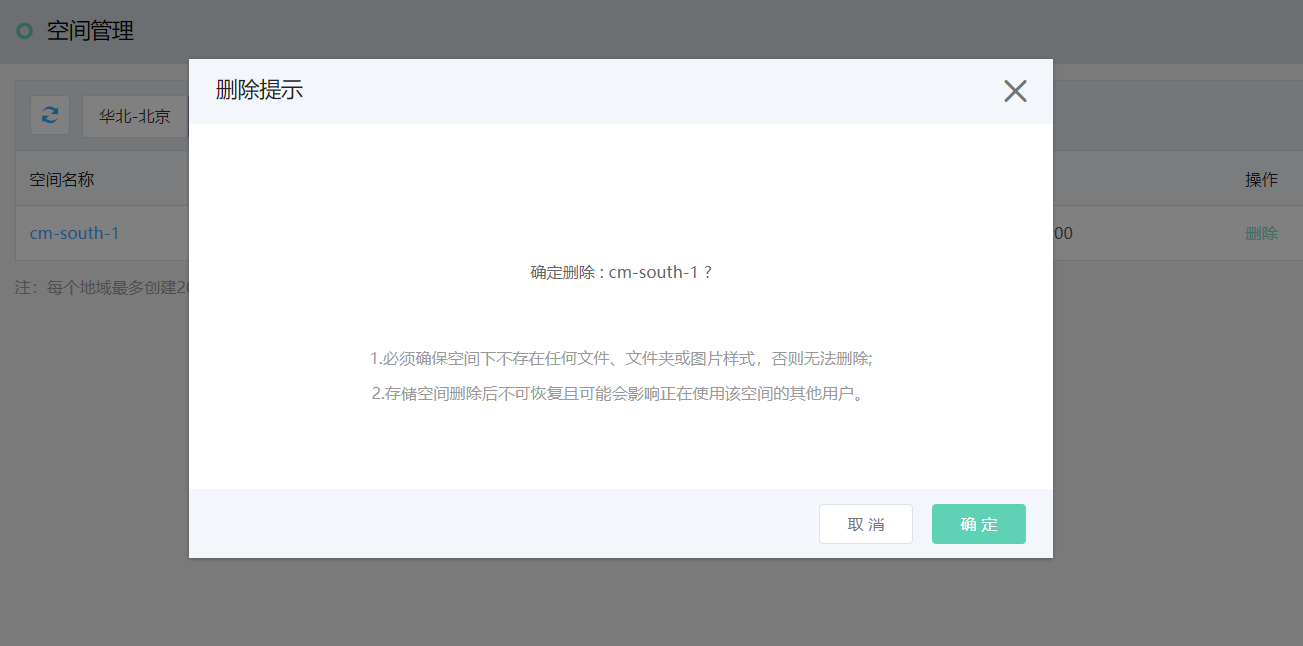 空间管理
删除提示
华北-北京
空间名称
操作
cm-south-1
00
删除
注：每个地域最多创建20
确定删除 : cm-south-1 ?
1.必须确保空间下不存在任何文件、文件夹或图片样式，否则无法删除;
2.存储空间删除后不可恢复且可能会影响正在使用该空间的其他用户。
取 消
确 定